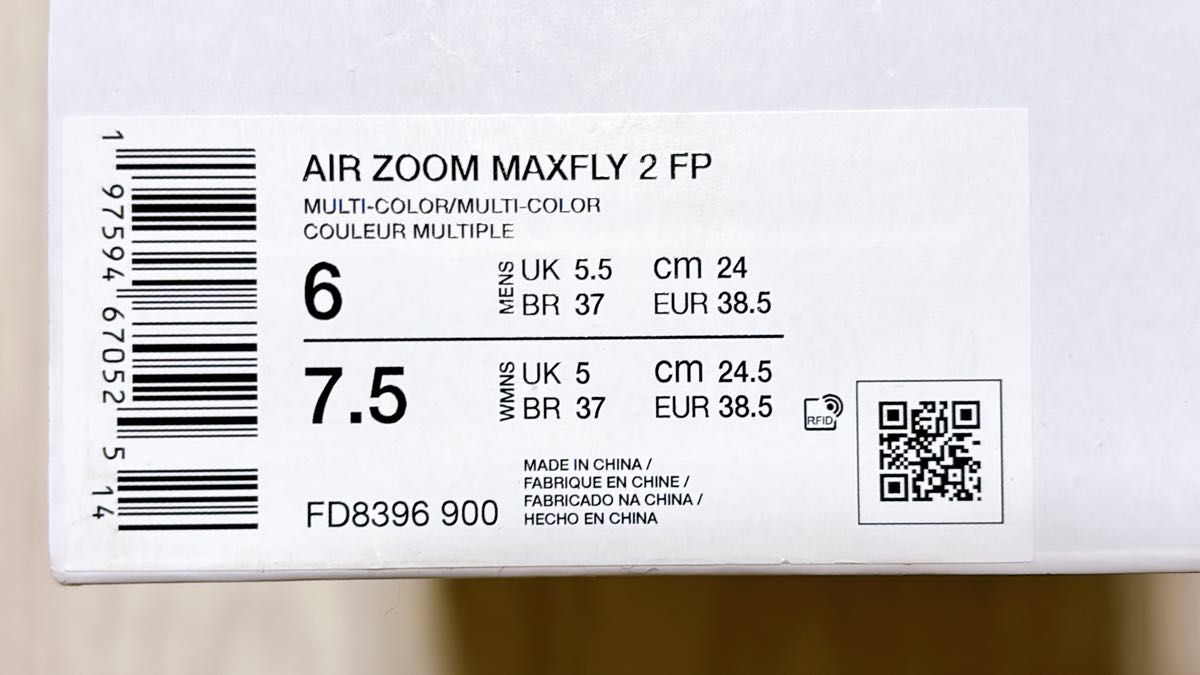 AIR ZOOM MAXFLY 2 FP
MULTI-COLOR/MULTI-COLOR
COULEUR MULTIPLE
6 MENS UK 5.5 cm 24
BR 37 EUR 38.5
7.5 WMNS UK 5 cm 24.5
BR 37 EUR 38.5
RFID
MADE IN CHINA /
FABRIQUE EN CHINE /
FABRICADO NA CHINA /
HECHO EN CHINA
FD8396 900
1 97594 67052 5 14